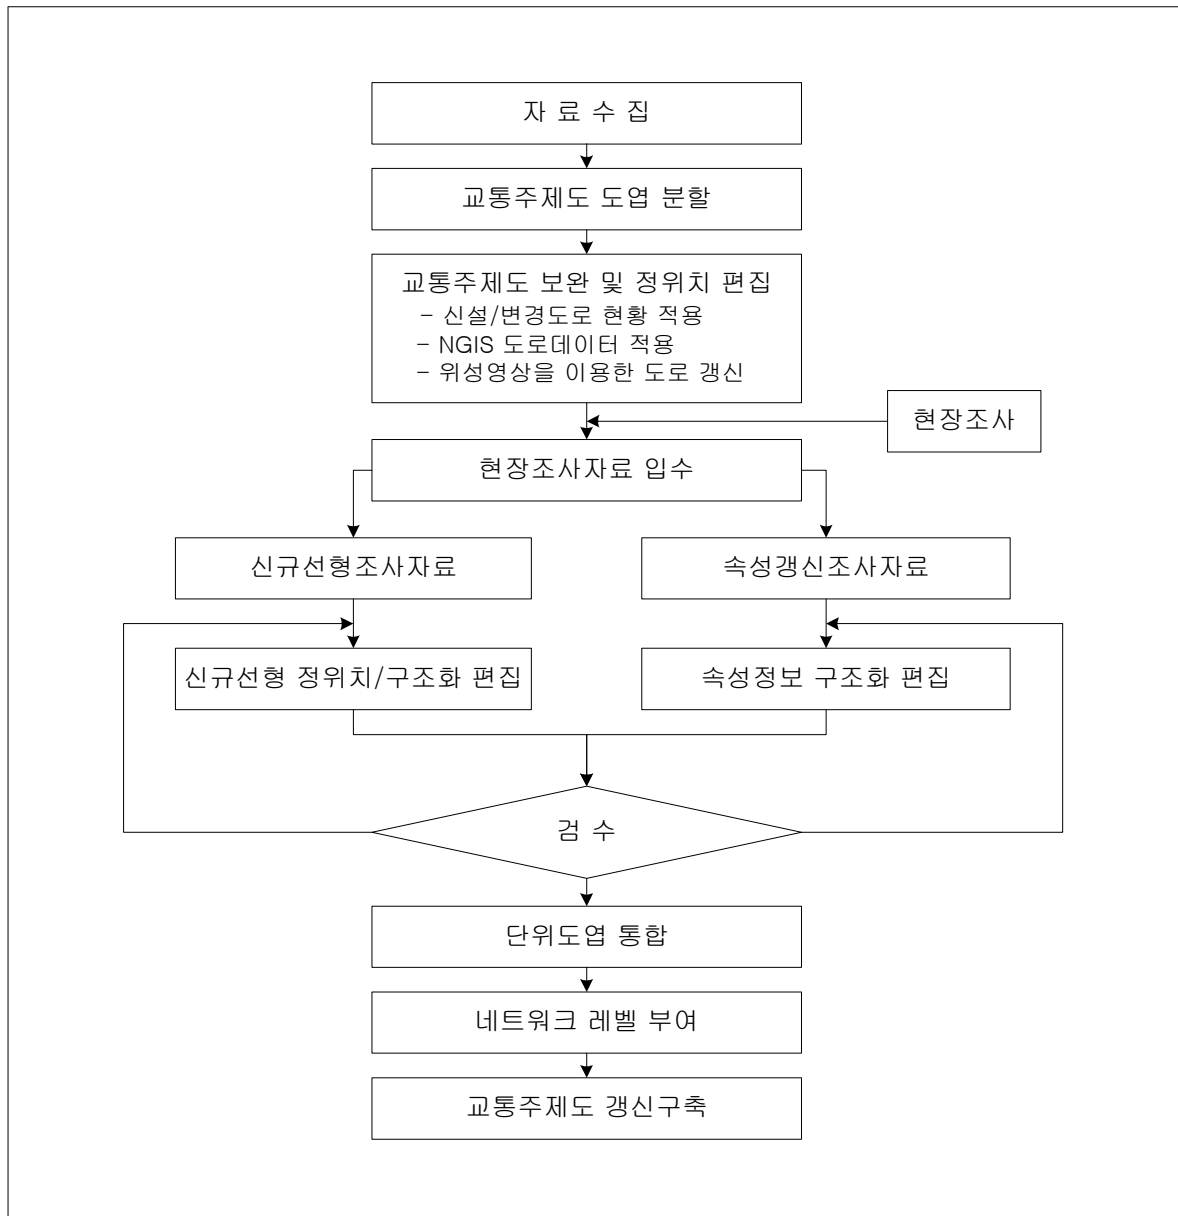 자 료 수 집
교통주제도 도엽 분할
교통주제도 보완 및 정위치 편집
- 신설/변경도로 현황 적용
- NGIS 도로데이터 적용
- 위성영상을 이용한 도로 갱신
현장조사
현장조사자료 입수
신규선형조사자료
속성갱신조사자료
신규선형 정위치/구조화 편집
속성정보 구조화 편집
검 수
단위도엽 통합
네트워크 레벨 부여
교통주제도 갱신구축